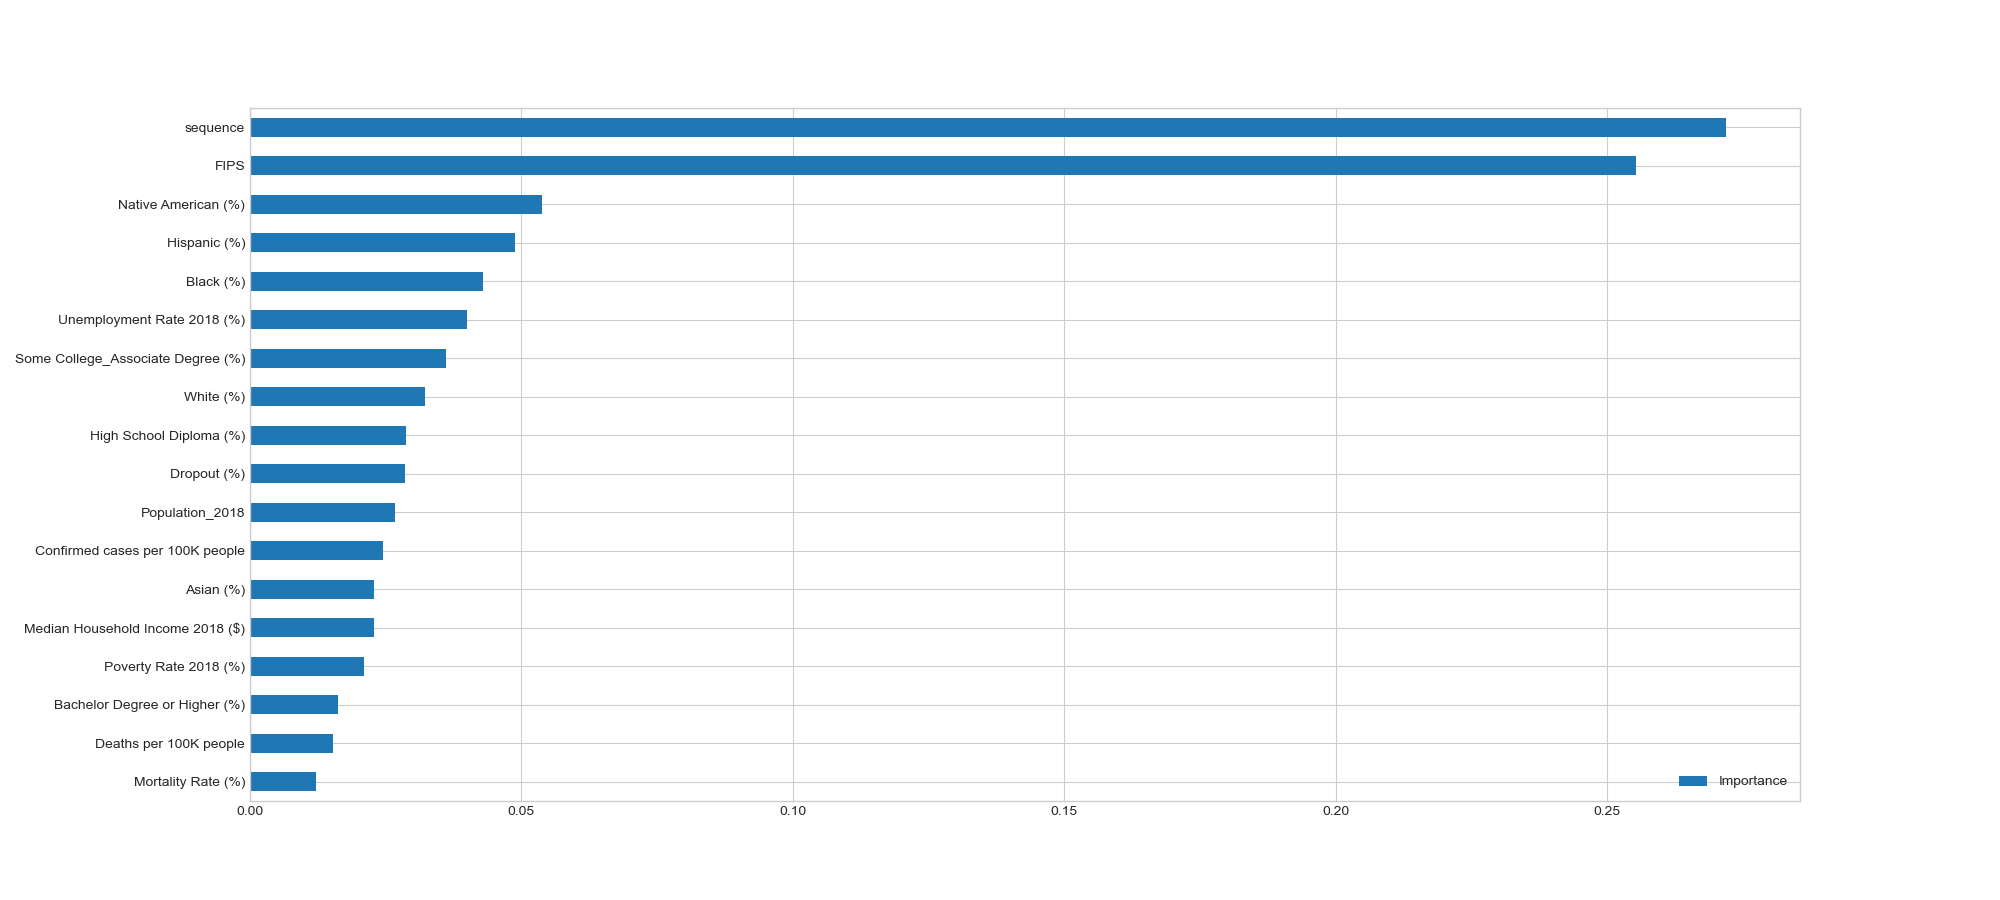 sequence
FIPS
Native American (%)
Hispanic (%)
Black (%)
Unemployment Rate 2018 (%)
Some College_Associate Degree (%)
White (%)
High School Diploma (%)
Dropout (%)
Population_2018
Confirmed cases per 100K people
Asian (%)
Median Household Income 2018 ($)
Poverty Rate 2018 (%)
Bachelor Degree or Higher (%)
Deaths per 100K people
Mortality Rate (%)
Importance
0.00 0.05 0.10 0.15 0.20 0.25